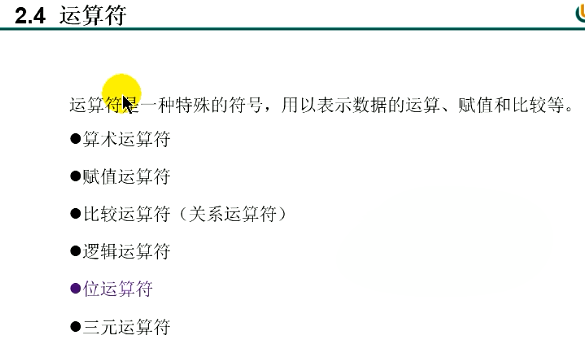 2.4 运算符
运算符是一种特殊的符号，用以表示数据的运算、赋值和比较等。
●算术运算符
●赋值运算符
●比较运算符（关系运算符）
●逻辑运算符
●位运算符
●三元运算符